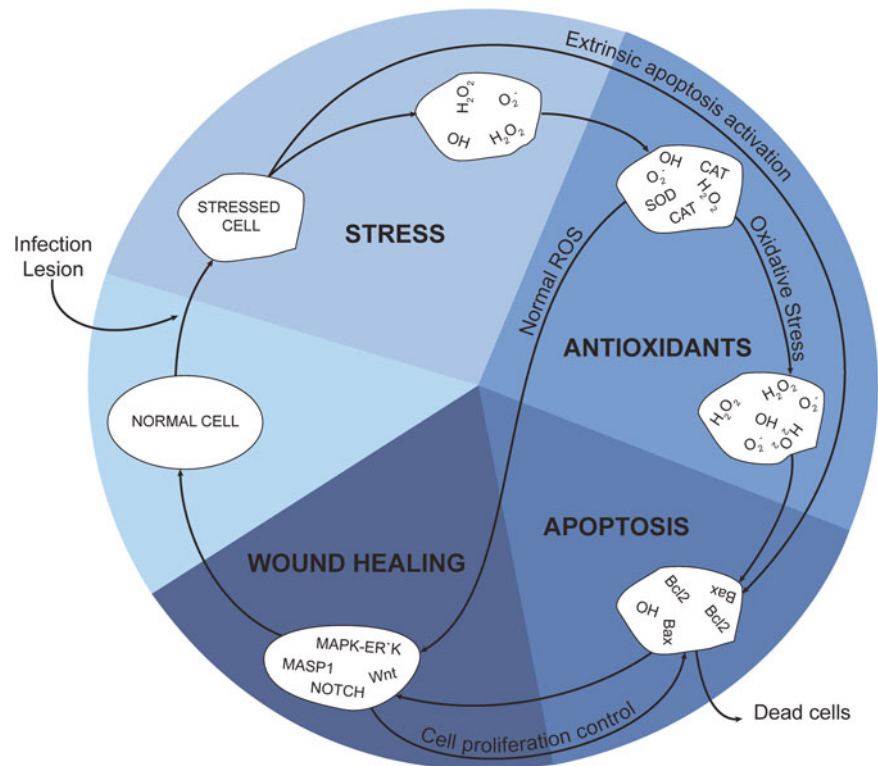 Extrinsic apoptosis activation
H₂O₂
O₂⁻
OH
H₂O₂
OH
CAT
O₂⁻
H₂O₂
SOD
CAT
STRESSED
CELL
STRESS
Infection
Lesion
Normal ROS
Oxidative Stress
ANTIOXIDANTS
H₂O₂
H₂O₂
O₂⁻
OH
O₂⁻
H₂O₂
NORMAL CELL
APOPTOSIS
WOUND HEALING
Bcl2
Bax
OH
Bcl2
Bax
MAPK-ER`K
MASP1
Wnt
NOTCH
Cell proliferation control
Dead cells